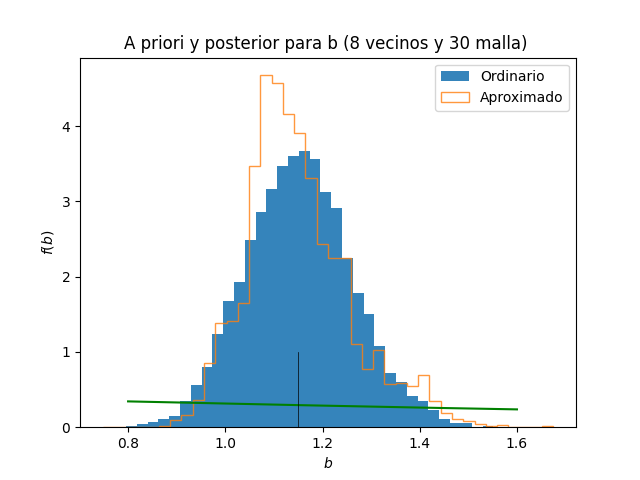 A priori y posterior para b (8 vecinos y 30 malla)
Ordinario
Aproximado
f(b)
4
3
2
1
0
0.8 1.0 1.2 1.4 1.6
b